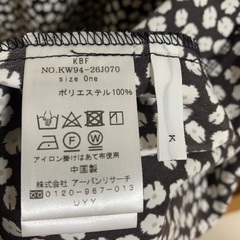 KBF
NO.KW94-26J070
size One
ポリエステル100%
アイロン掛けはあて布使用
中国製
株式会社 アーバンリサーチ
0120-967-013
UYY
K